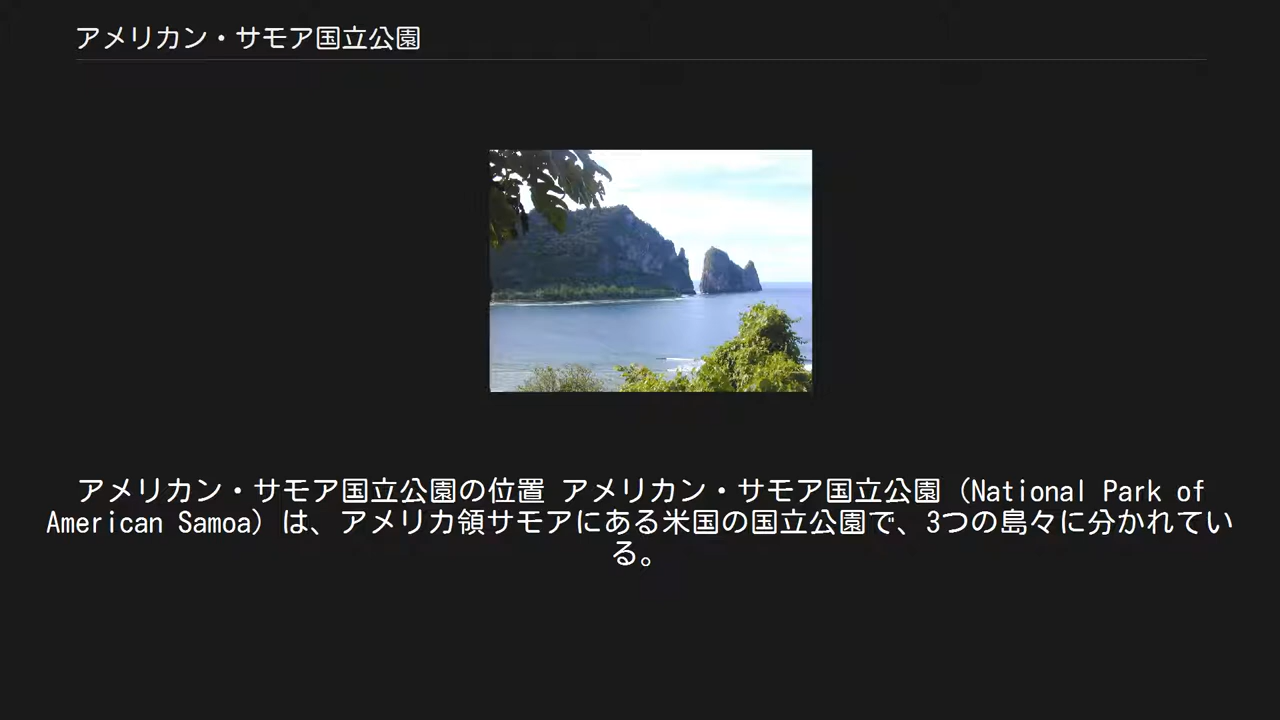 アメリカン・サモア国立公園
アメリカン・サモア国立公園の位置 アメリカン・サモア国立公園（National Park of
American Samoa）は、アメリカ領サモアにある米国の国立公園で、3つの島々に分かれてい
る。